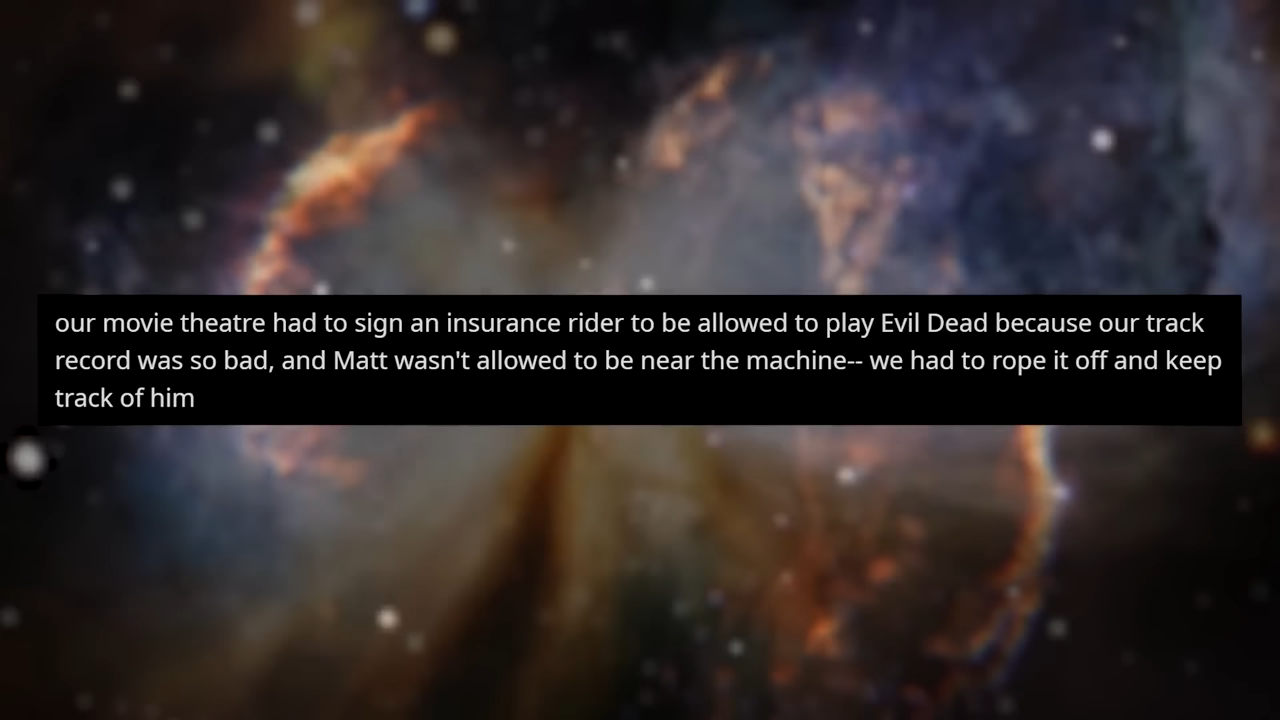 our movie theatre had to sign an insurance rider to be allowed to play Evil Dead because our track
record was so bad, and Matt wasn't allowed to be near the machine-- we had to rope it off and keep
track of him